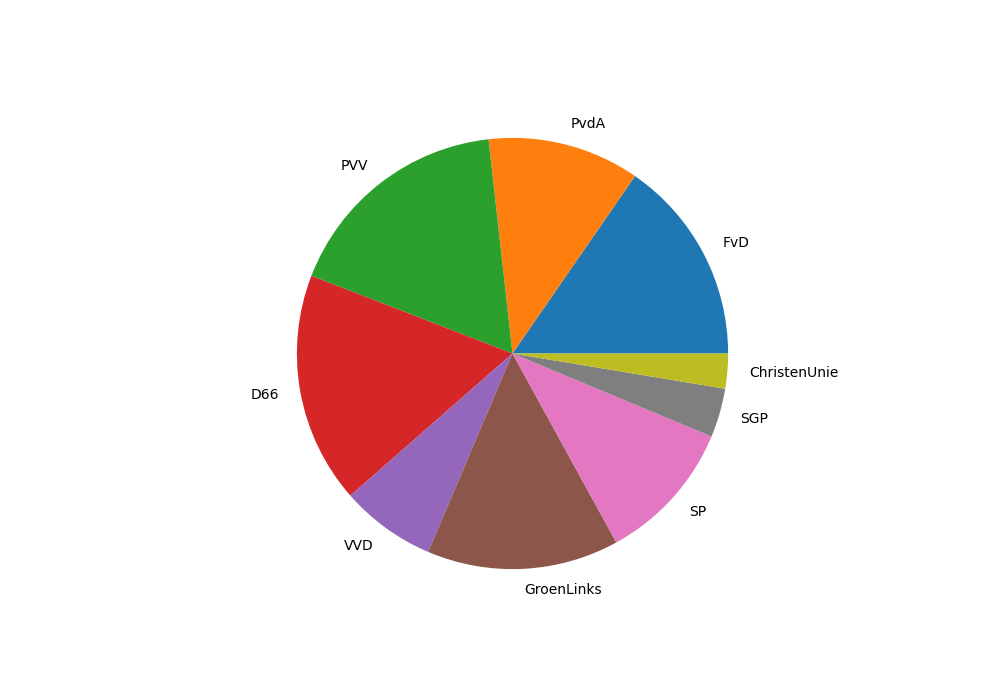 PvdA
PVV
FvD
ChristenUnie
D66
SGP
SP
VVD
GroenLinks